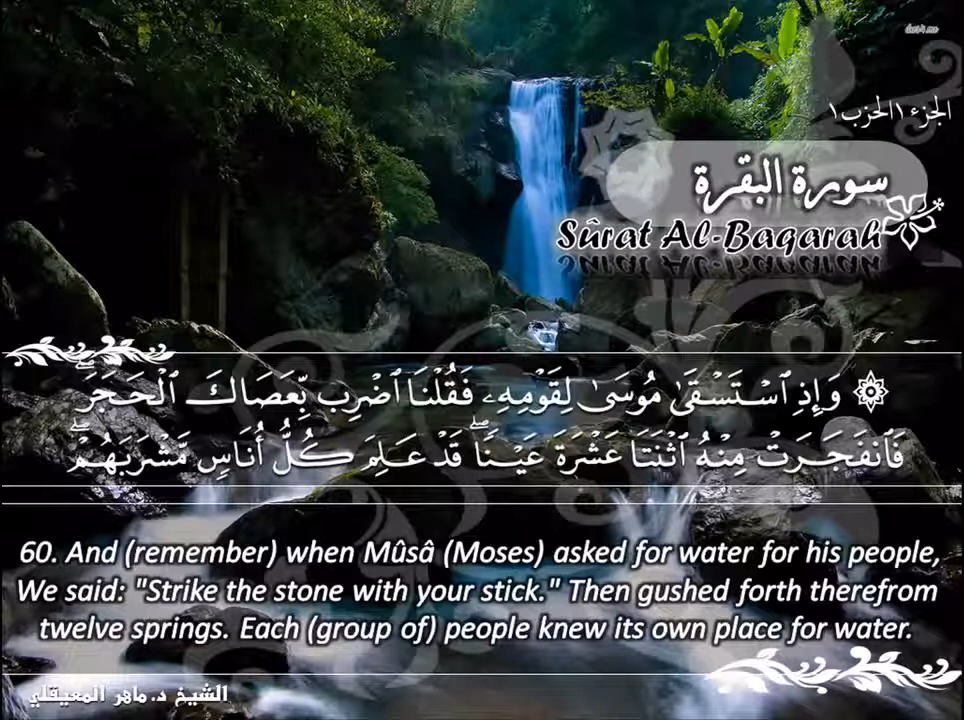 الجزء ١ الحزب ١
سورة البقرة
Sûrat Al-Baqarah
۞ وَإِذِ ٱسْتَسْقَىٰ مُوسَىٰ لِقَوْمِهِۦ فَقُلْنَا ٱضْرِب بِّعَصَاكَ ٱلْحَجَرَ ۖ
فَٱنفَجَرَتْ مِنْهُ ٱثْنَتَا عَشْرَةَ عَيْنًا ۖ قَدْ عَلِمَ كُلُّ أُنَاسٍ مَّشْرَبَهُمْ ۖ
60. And (remember) when Mûsâ (Moses) asked for water for his people,
We said: "Strike the stone with your stick." Then gushed forth therefrom
twelve springs. Each (group of) people knew its own place for water.
الشيخ د. ماهر المعيقلي